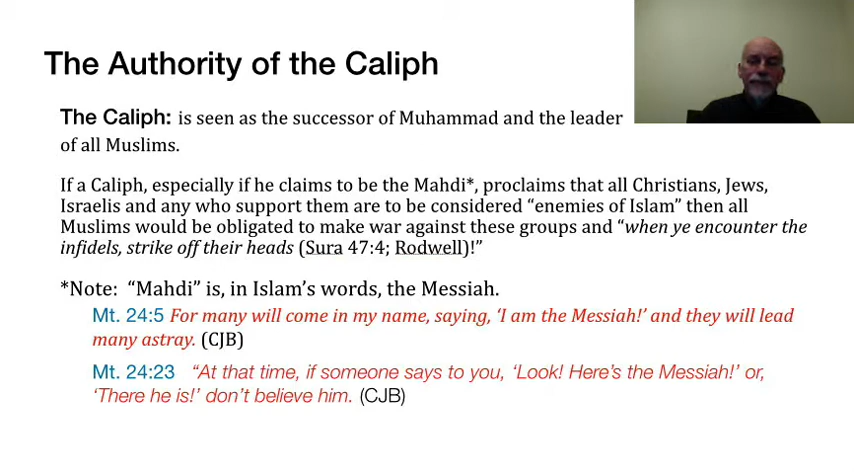 The Authority of the Caliph
The Caliph: is seen as the successor of Muhammad and the leader
of all Muslims.
If a Caliph, especially if he claims to be the Mahdi*, proclaims that all Christians, Jews,
Israelis and any who support them are to be considered “enemies of Islam” then all
Muslims would be obligated to make war against these groups and “when ye encounter the
infidels, strike off their heads (Sura 47:4; Rodwell)!”
*Note: “Mahdi” is, in Islam’s words, the Messiah.
Mt. 24:5 For many will come in my name, saying, ‘I am the Messiah!’ and they will lead
many astray. (CJB)
Mt. 24:23 “At that time, if someone says to you, ‘Look! Here’s the Messiah!’ or,
‘There he is!’ don’t believe him. (CJB)